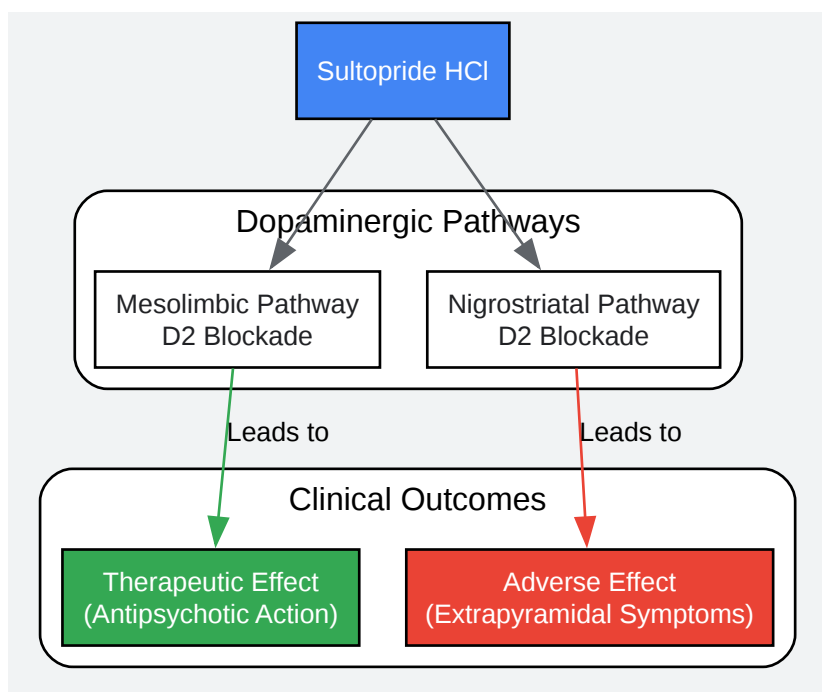 Sultopride HCl
Dopaminergic Pathways
Mesolimbic Pathway
D2 Blockade
Nigrostriatal Pathway
D2 Blockade
Leads to
Leads to
Clinical Outcomes
Therapeutic Effect
(Antipsychotic Action)
Adverse Effect
(Extrapyramidal Symptoms)